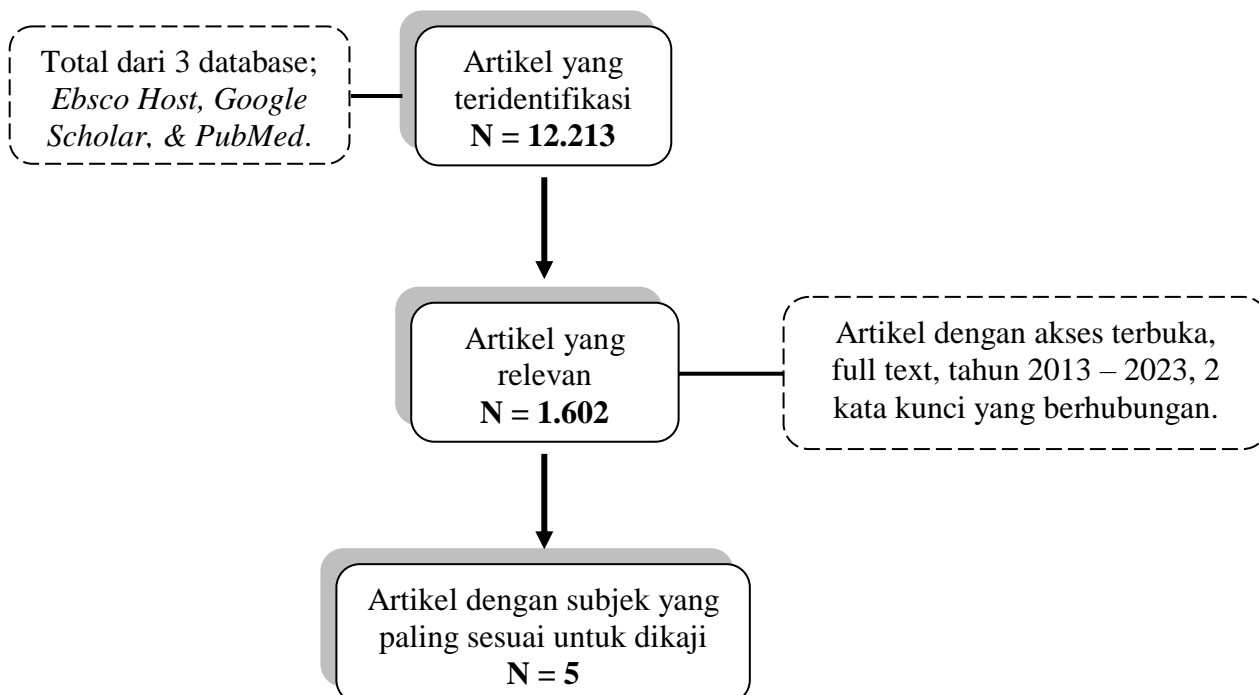 Total dari 3 database;
Ebsco Host, Google
Scholar, & PubMed.
Artikel yang
teridentifikasi
N = 12.213
Artikel yang
relevan
N = 1.602
Artikel dengan akses terbuka,
full text, tahun 2013 – 2023, 2
kata kunci yang berhubungan.
Artikel dengan subjek yang
paling sesuai untuk dikaji
N = 5